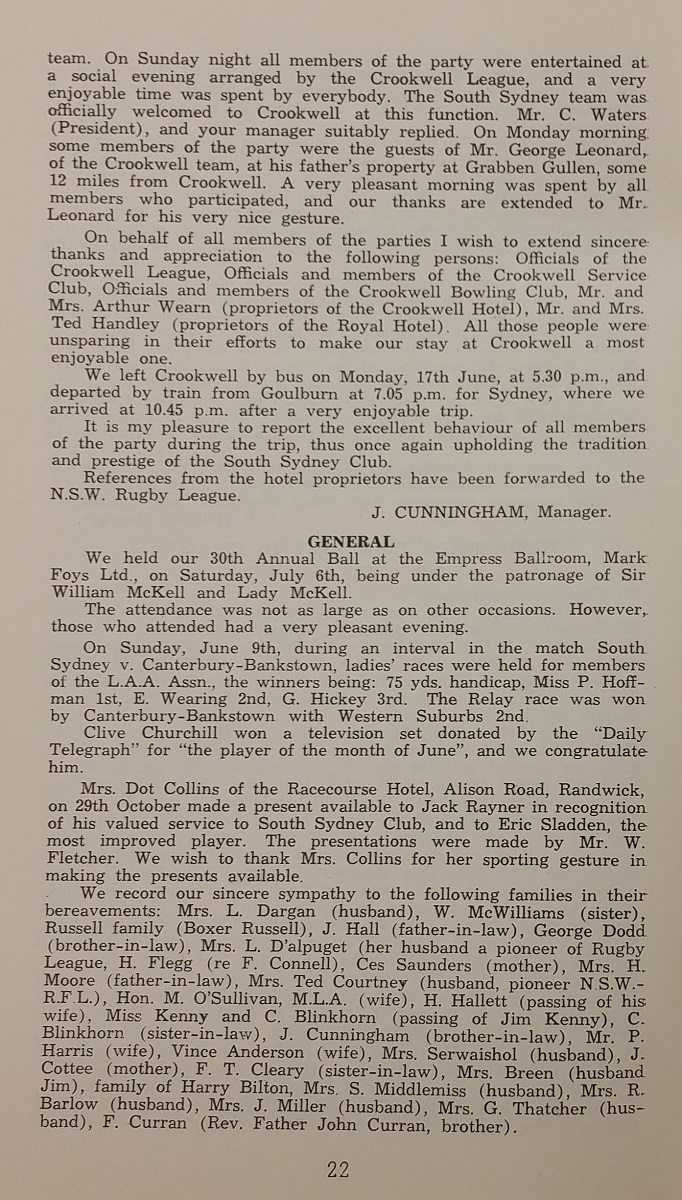 team. On Sunday night all members of the party were entertained at
a social evening arranged by the Crookwell League, and a very
enjoyable time was spent by everybody. The South Sydney team was
officially welcomed to Crookwell at this function. Mr. C. Waters
(President), and your manager suitably replied. On Monday morning
some members of the party were the guests of Mr. George Leonard,
of the Crookwell team, at his father's property at Grabben Gullen, some
12 miles from Crookwell. A very pleasant morning was spent by all
members who participated, and our thanks are extended to Mr.
Leonard for his very nice gesture.
On behalf of all members of the parties I wish to extend sincere
thanks and appreciation to the following persons: Officials of the
Crookwell League, Officials and members of the Crookwell Service
Club, Officials and members of the Crookwell Bowling Club, Mr. and
Mrs. Arthur Wearn (proprietors of the Crookwell Hotel), Mr. and Mrs.
Ted Handley (proprietors of the Royal Hotel). All those people were
unsparing in their efforts to make our stay at Crookwell a most
enjoyable one.
We left Crookwell by bus on Monday, 17th June, at 5.30 p.m., and
departed by train from Goulburn at 7.05 p.m. for Sydney, where we
arrived at 10.45 p.m. after a very enjoyable trip.
It is my pleasure to report the excellent behaviour of all members
of the party during the trip, thus once again upholding the tradition
and prestige of the South Sydney Club.
References from the hotel proprietors have been forwarded to the
N.S.W. Rugby League.
J. CUNNINGHAM, Manager.
GENERAL
We held our 30th Annual Ball at the Empress Ballroom, Mark
Foys Ltd., on Saturday, July 6th, being under the patronage of Sir
William McKell and Lady McKell.
The attendance was not as large as on other occasions. However,
those who attended had a very pleasant evening.
On Sunday, June 9th, during an interval in the match South
Sydney v. Canterbury-Bankstown, ladies' races were held for members
of the L.A.A. Assn., the winners being: 75 yds. handicap, Miss P. Hoff-
man 1st, E. Wearing 2nd, G. Hickey 3rd. The Relay race was won
by Canterbury-Bankstown with Western Suburbs 2nd.
Clive Churchill won a television set donated by the "Daily
Telegraph" for "the player of the month of June", and we congratulate
him.
Mrs. Dot Collins of the Racecourse Hotel, Alison Road, Randwick,
on 29th October made a present available to Jack Rayner in recognition
of his valued service to South Sydney Club, and to Eric Sladden, the
most improved player. The presentations were made by Mr. W.
Fletcher. We wish to thank Mrs. Collins for her sporting gesture in
making the presents available.
We record our sincere sympathy to the following families in their
bereavements: Mrs. L. Dargan (husband), W. McWilliams (sister),
Russell family (Boxer Russell), J. Hall (father-in-law), George Dodd
(brother-in-law), Mrs. L. D'alpuget (her husband a pioneer of Rugby
League, H. Flegg (re F. Connell), Ces Saunders (mother), Mrs. H.
Moore (father-in-law), Mrs. Ted Courtney (husband, pioneer N.S.W.-
R.F.L.), Hon. M. O'Sullivan, M.L.A. (wife), H. Hallett (passing of his
wife), Miss Kenny and C. Blinkhorn (passing of Jim Kenny), C.
Blinkhorn (sister-in-law), J. Cunningham (brother-in-law), Mr. P.
Harris (wife), Vince Anderson (wife), Mrs. Serwaishol (husband), J.
Cottee (mother), F. T. Cleary (sister-in-law), Mrs. Breen (husband
Jim), family of Harry Bilton, Mrs. S. Middlemiss (husband), Mrs. R.
Barlow (husband), Mrs. J. Miller (husband), Mrs. G. Thatcher (hus-
band), F. Curran (Rev. Father John Curran, brother).
22